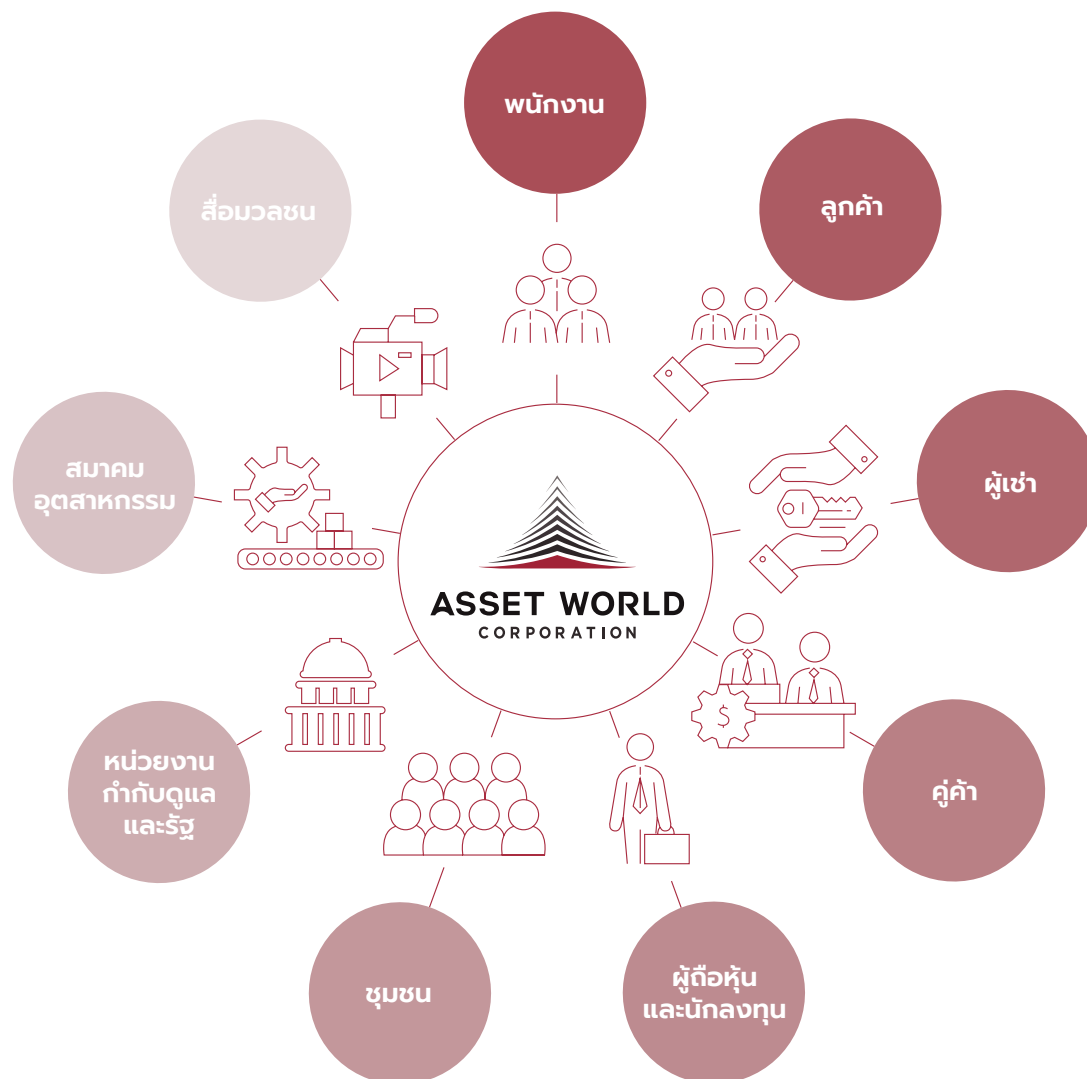 พนักงาน
ลูกค้า
ผู้เช่า
คู่ค้า
ผู้ถือหุ้น
และนักลงทุน
ชุมชน
หน่วยงาน
กำกับดูแล
และรัฐ
สมาคม
อุตสาหกรรม
สื่อมวลชน
ASSET WORLD
CORPORATION
$